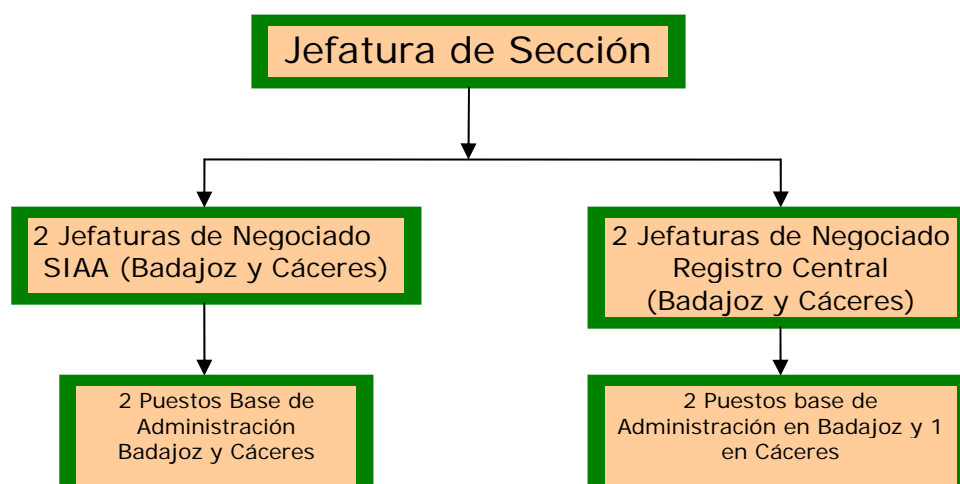 Jefatura de Sección
2 Jefaturas de Negociado
SIAA (Badajoz y Cáceres)
2 Jefaturas de Negociado
Registro Central
(Badajoz y Cáceres)
2 Puestos Base de
Administración
Badajoz y Cáceres
2 Puestos base de
Administración en Badajoz y 1
en Cáceres